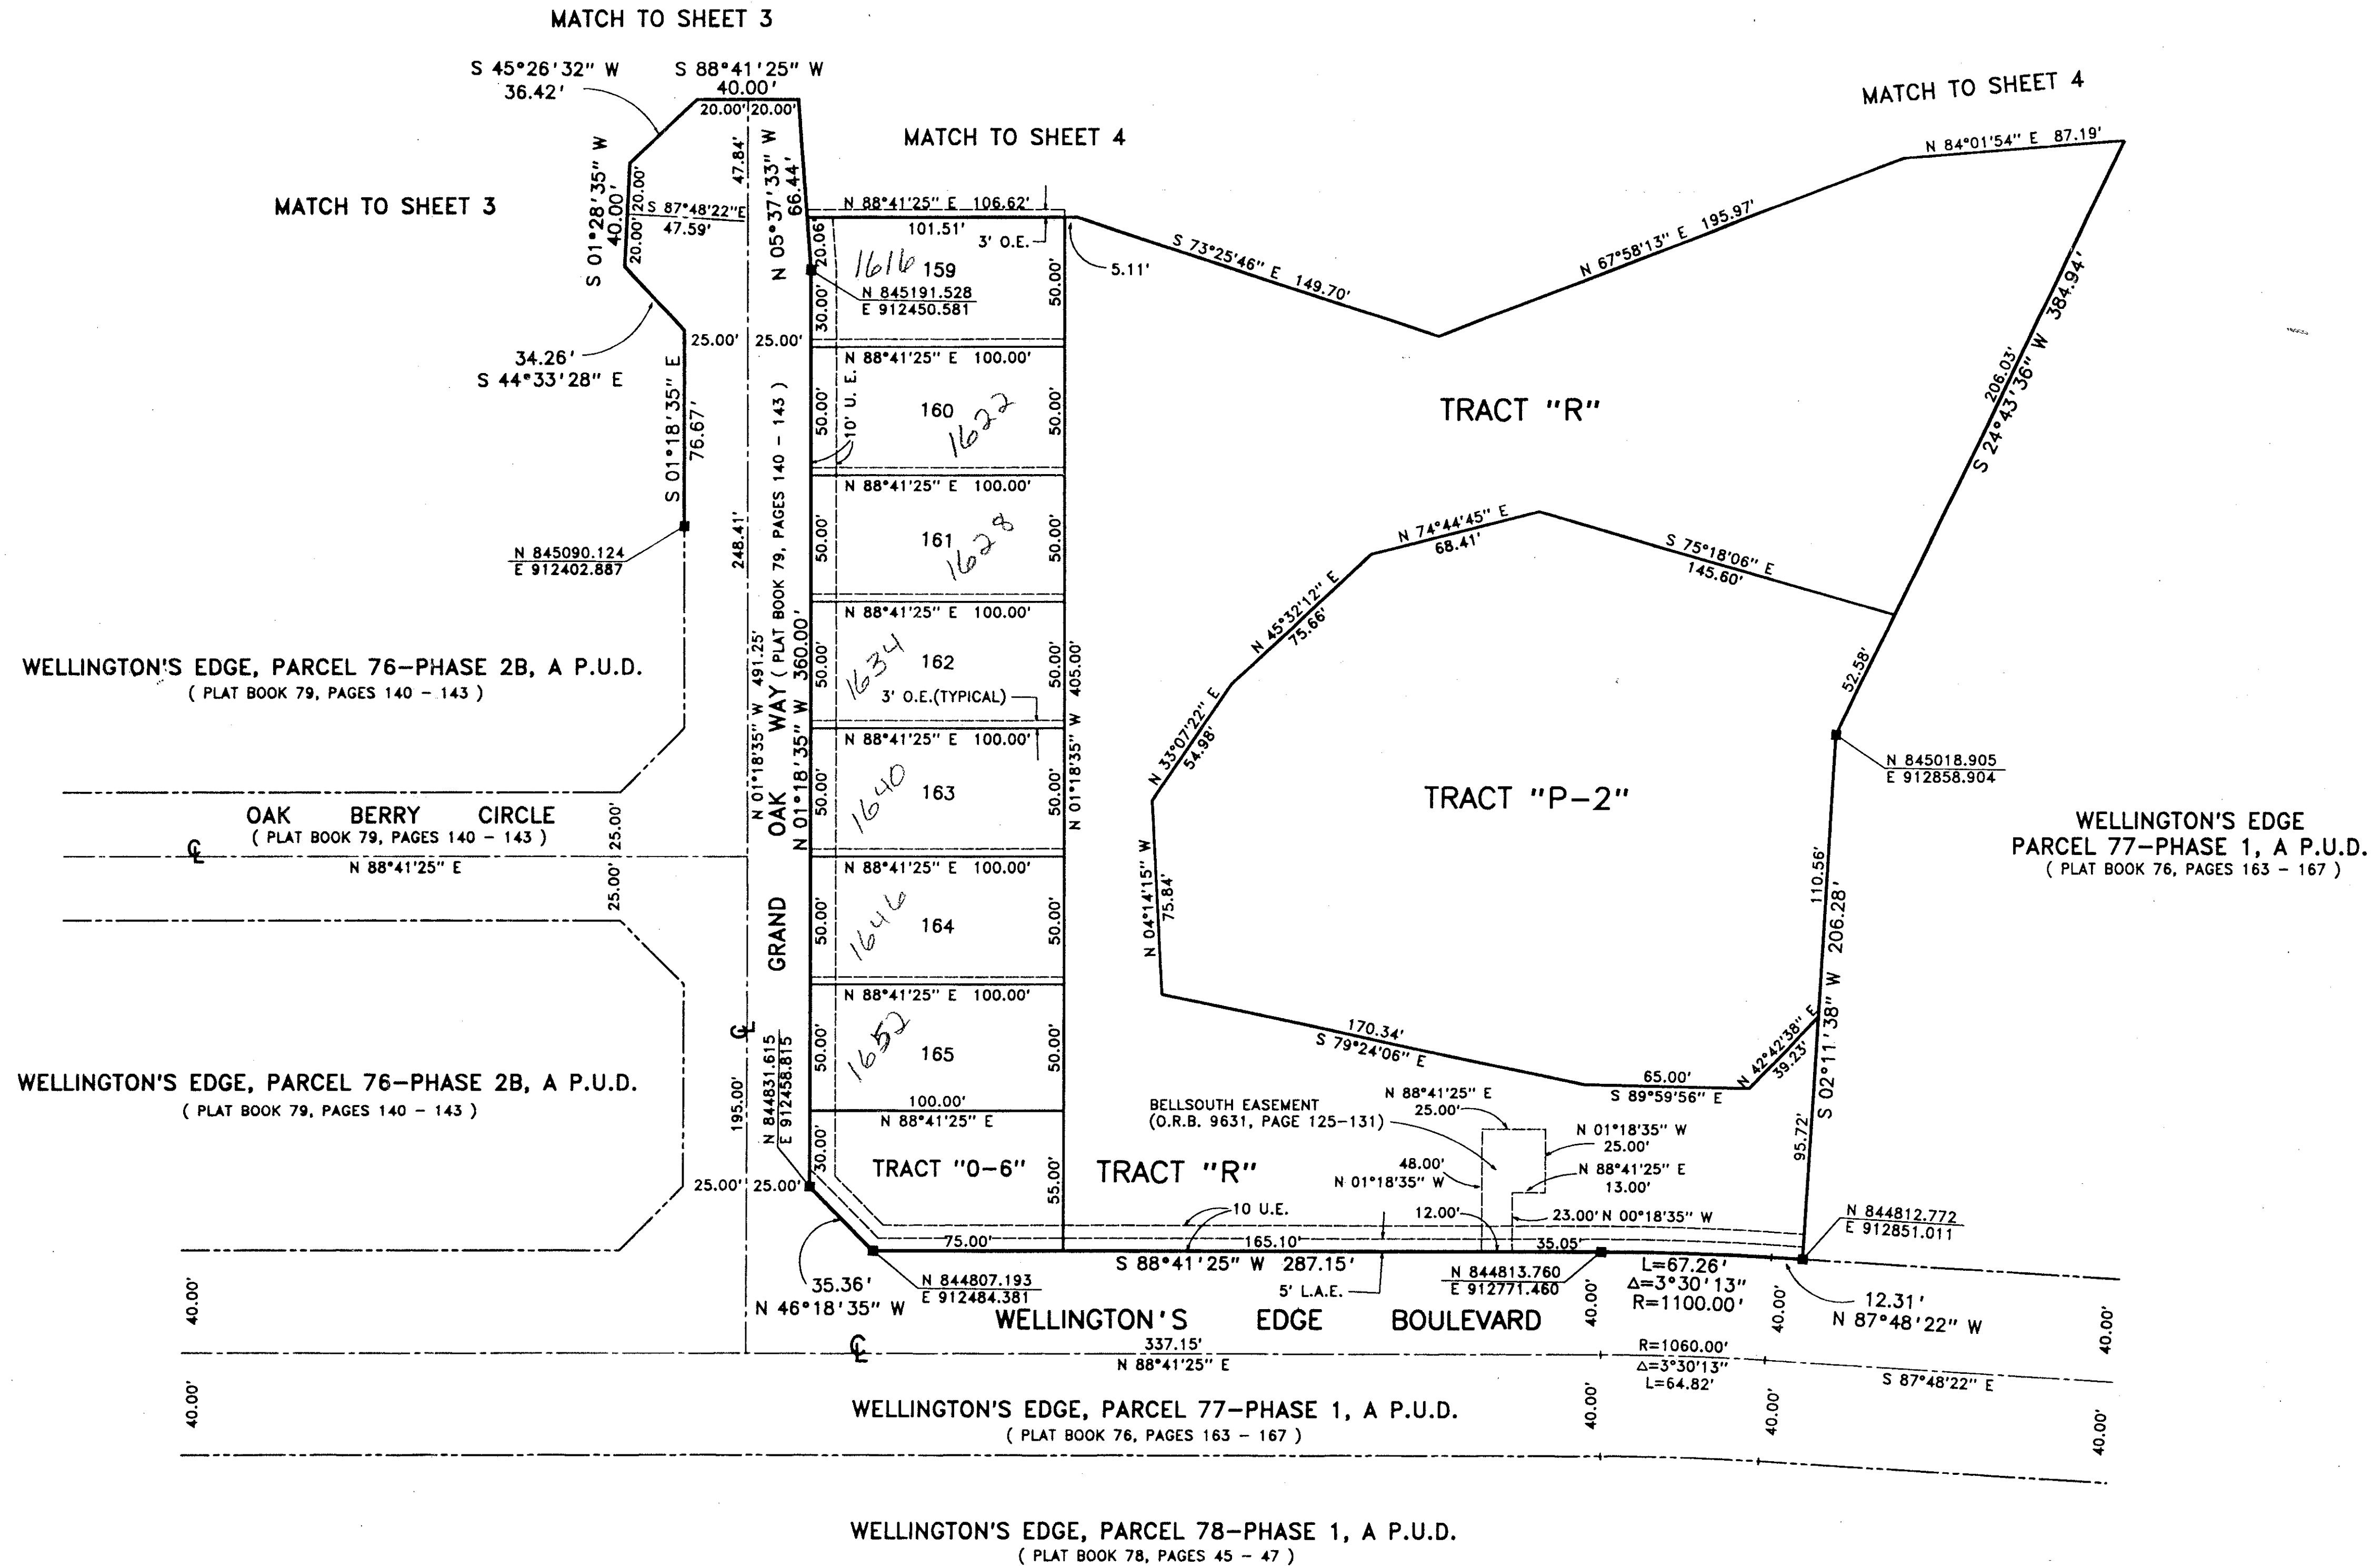 MATCH TO SHEET 3
S 45°26'32" W
36.42'
S 88°41'25" W
40.00'
20.00'
20.00'
MATCH TO SHEET 4
N 84°01'54" E 87.19'
MATCH TO SHEET 4
MATCH TO SHEET 3
S 01°28'35" W
40.00'
20.00'
20.00'
S 87°48'22"E
47.59'
47.84'
N 05°37'33" W
66.44'
20.06'
N 88°41'25" E 106.62'
101.51'
3' O.E.
5.11'
1616
159
N 845191.528
E 912450.581
30.00'
50.00'
S 73°25'46" E 149.70'
N 67°58'13" E 195.97'
S 24°43'36" W 384.94'
206.03'
34.26'
S 44°33'28" E
25.00'
25.00'
S 01°18'35" E
76.67'
N 88°41'25" E 100.00'
10' U. E.
50.00'
160
1622
50.00'
TRACT "R"
N 88°41'25" E 100.00'
50.00'
161
1628
50.00'
N 845090.124
E 912402.887
248.41'
N 74°44'45" E
68.41'
S 75°18'06" E
145.60'
N 45°32'12" E
75.66'
N 88°41'25" E 100.00'
50.00'
1634
162
3' O.E.(TYPICAL)
50.00'
405.00'
N 01°18'35" W
52.58'
WELLINGTON'S EDGE, PARCEL 76-PHASE 2B, A P.U.D.
( PLAT BOOK 79, PAGES 140 - 143 )
N 01°18'35" W 491.25'
GRAND OAK WAY ( PLAT BOOK 79, PAGES 140 - 143 )
N 01°18'35" W 360.00'
N 33°07'22" E
54.98'
N 88°41'25" E 100.00'
50.00'
1640
163
50.00'
N 845018.905
E 912858.904
TRACT "P-2"
OAK BERRY CIRCLE
( PLAT BOOK 79, PAGES 140 - 143 )
25.00'
25.00'
N 88°41'25" E
WELLINGTON'S EDGE
PARCEL 77-PHASE 1, A P.U.D.
( PLAT BOOK 76, PAGES 163 - 167 )
N 88°41'25" E 100.00'
50.00'
1646
164
50.00'
N 04°14'15" W
75.84'
110.56'
S 02°11'38" W 206.28'
N 88°41'25" E 100.00'
50.00'
1652
165
50.00'
100.00'
N 88°41'25" E
170.34'
S 79°24'06" E
65.00'
S 89°59'56" E
N 42°42'38" E
39.23'
95.72'
WELLINGTON'S EDGE, PARCEL 76-PHASE 2B, A P.U.D.
( PLAT BOOK 79, PAGES 140 - 143 )
195.00'
N 844831.615
E 912458.815
BELLSOUTH EASEMENT
(O.R.B. 9631, PAGE 125-131)
N 88°41'25" E
25.00'
N 01°18'35" W
25.00'
N 88°41'25" E
13.00'
48.00'
N 01°18'35" W
30.00'
TRACT "O-6"
55.00'
TRACT "R"
25.00'
25.00'
10 U.E.
12.00'
23.00' N 00°18'35" W
N 844812.772
E 912851.011
75.00'
165.10'
35.05'
S 88°41'25" W 287.15'
5' L.A.E.
35.36'
N 46°18'35" W
N 844807.193
E 912484.381
N 844813.760
E 912771.460
L=67.26'
Δ=3°30'13"
R=1100.00'
12.31'
N 87°48'22" W
40.00'
40.00'
40.00'
40.00'
WELLINGTON'S EDGE BOULEVARD
337.15'
N 88°41'25" E
R=1060.00'
Δ=3°30'13"
L=64.82'
S 87°48'22" E
40.00'
40.00'
40.00'
40.00'
WELLINGTON'S EDGE, PARCEL 77-PHASE 1, A P.U.D.
( PLAT BOOK 76, PAGES 163 - 167 )
WELLINGTON'S EDGE, PARCEL 78-PHASE 1, A P.U.D.
( PLAT BOOK 78, PAGES 45 - 47 )